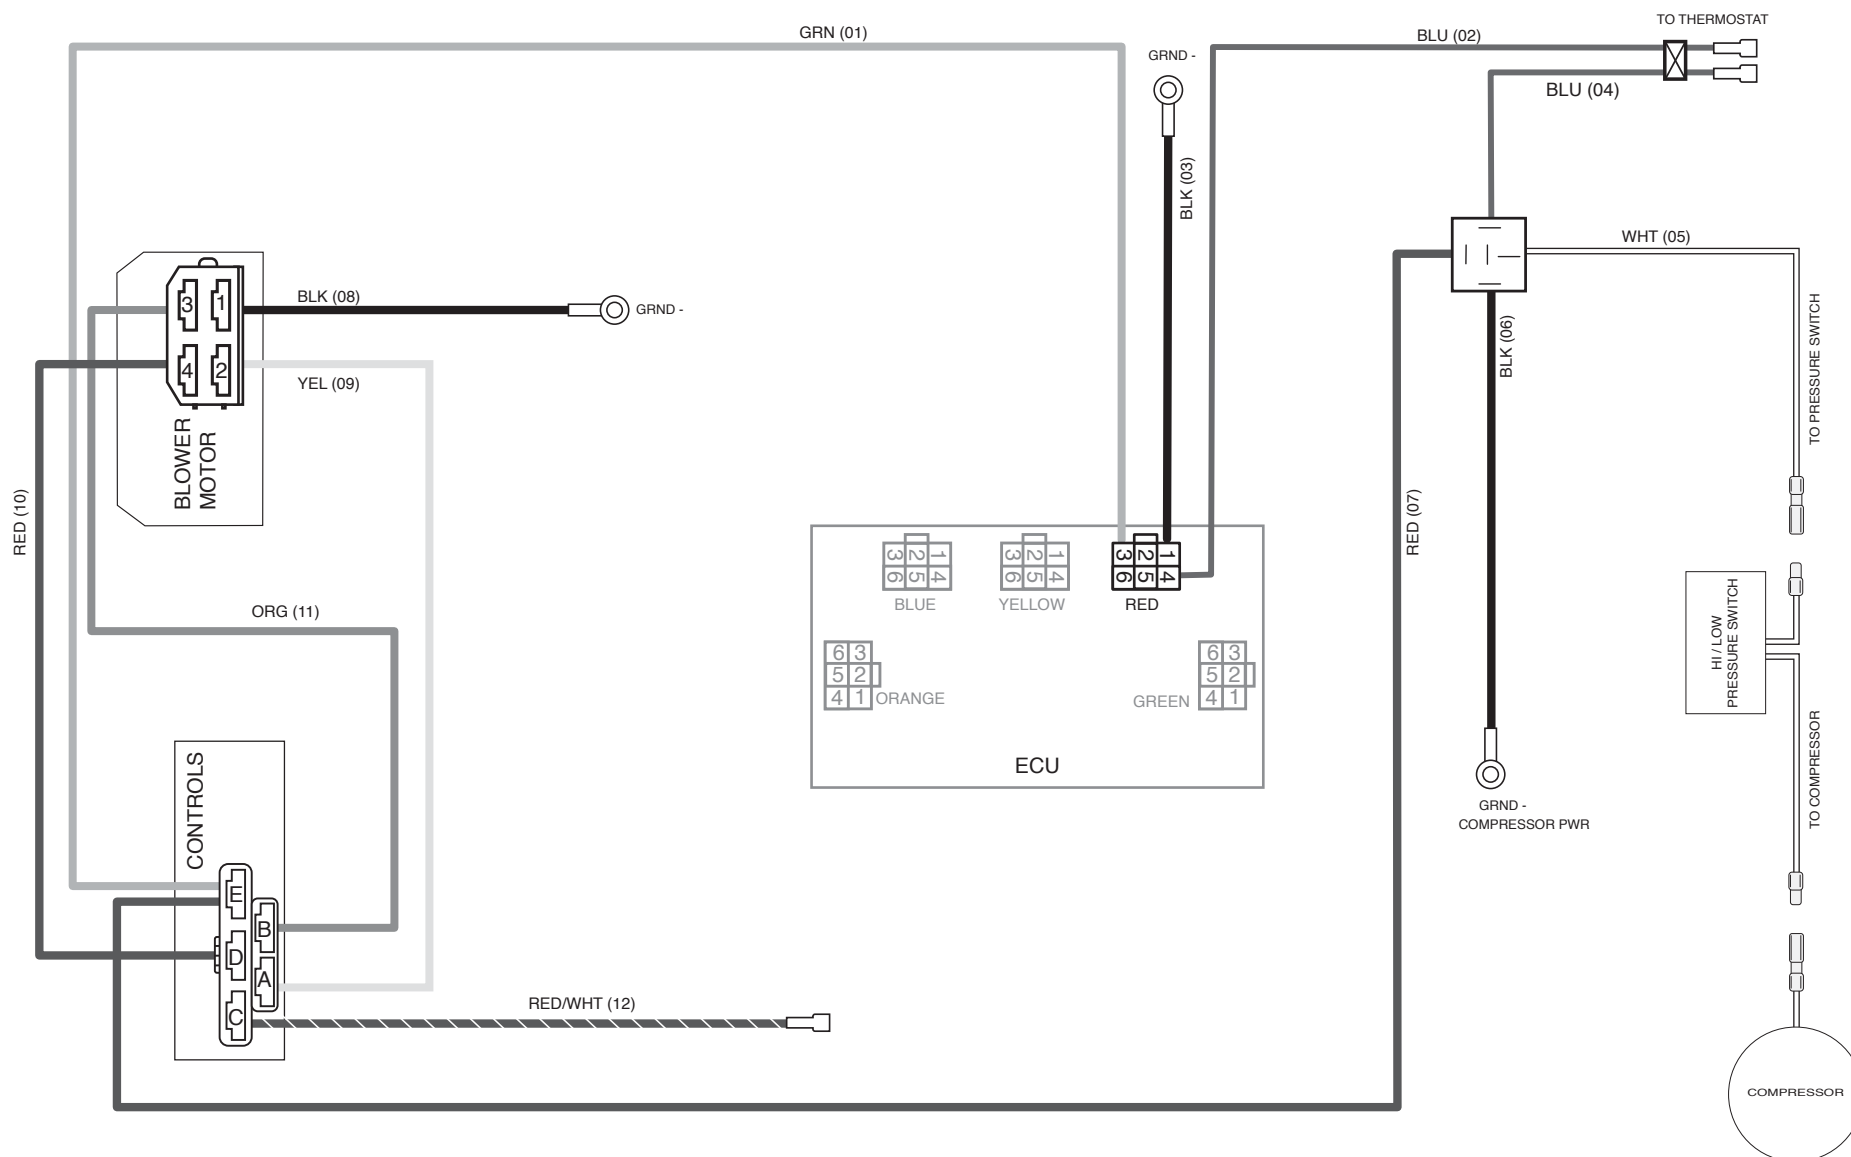 TO THERMOSTAT
GRN (01)
BLU (02)
GRND -
BLU (04)
BLK (03)
WHT (05)
3 1
BLK (08)
GRND -
4 2
YEL (09)
BLOWER
MOTOR
RED (10)
BLK (06)
TO PRESSURE SWITCH
RED (07)
3 2 1
6 5 4
BLUE
3 2 1
6 5 4
YELLOW
3 2 1
6 5 4
RED
ORG (11)
HI / LOW
PRESSURE SWITCH
6 3
5 2
4 1
ORANGE
6 3
5 2
4 1
GREEN
ECU
TO COMPRESSOR
GRND -
COMPRESSOR PWR
CONTROLS
E
B
D
A
C
RED/WHT (12)
COMPRESSOR